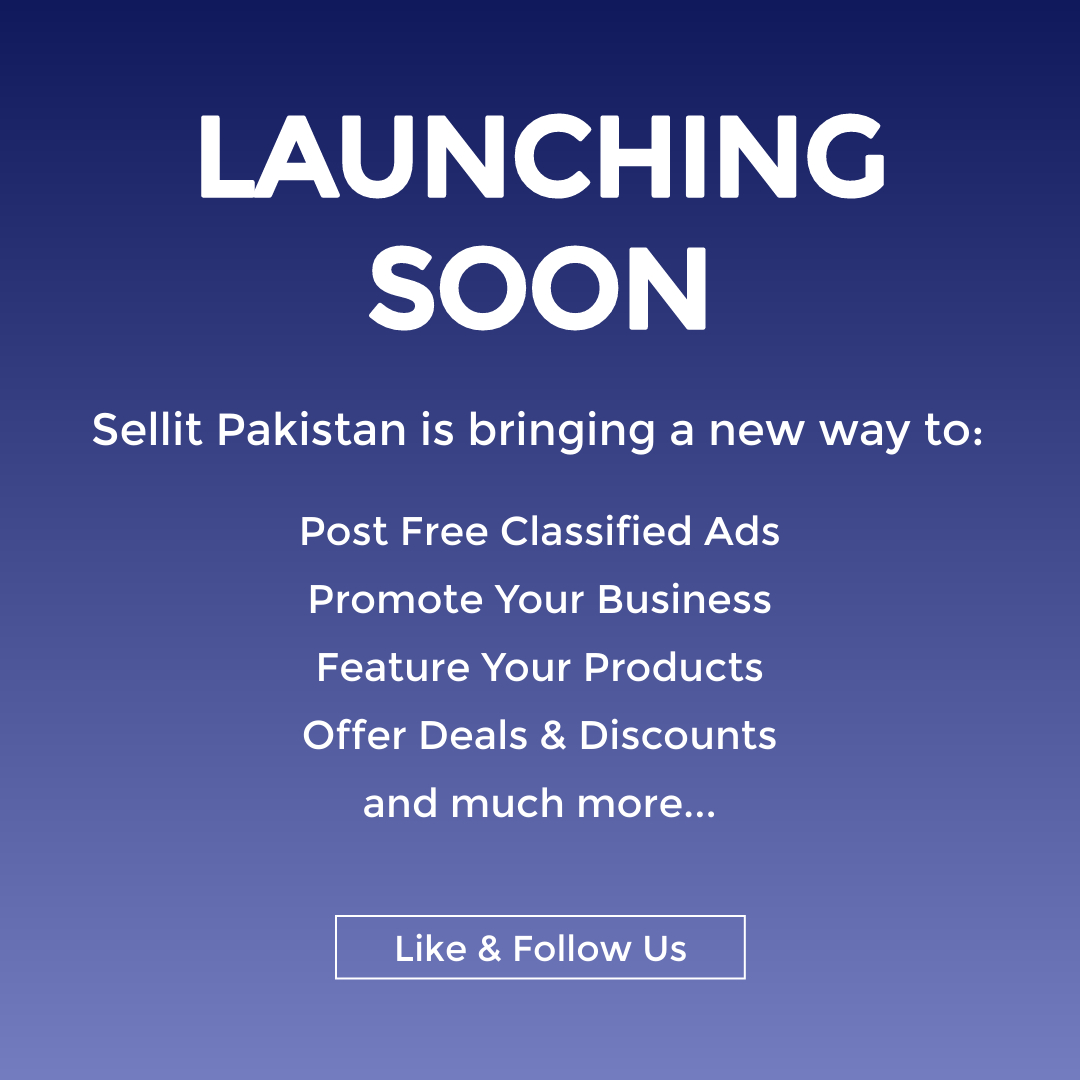 LAUNCHING
SOON
Sellit Pakistan is bringing a new way to:
Post Free Classified Ads
Promote Your Business
Feature Your Products
Offer Deals & Discounts
and much more...
Like & Follow Us